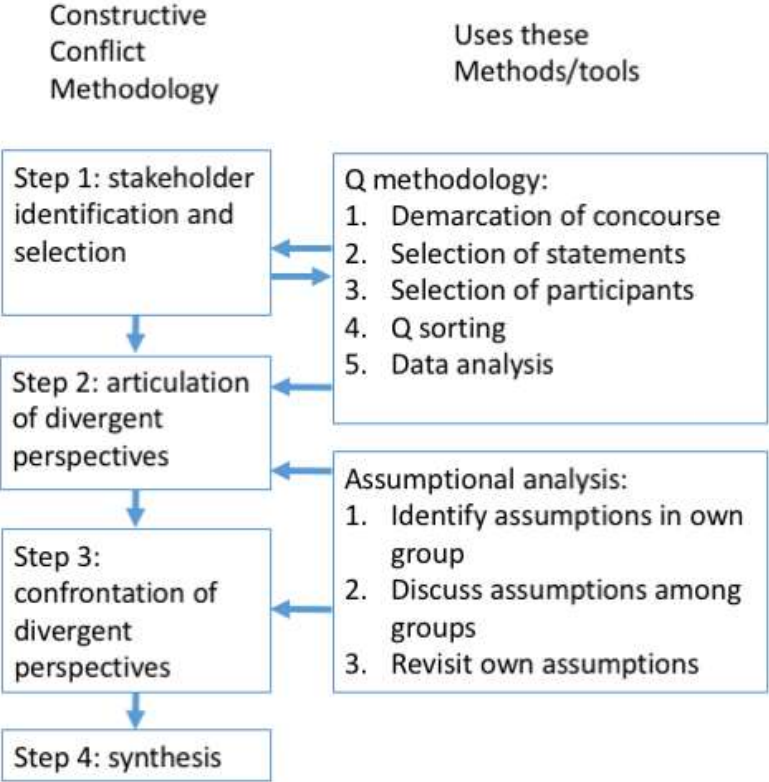 Constructive
Conflict
Methodology
Uses these
Methods/tools
Step 1: stakeholder
identification and
selection
Q methodology:
1. Demarcation of concourse
2. Selection of statements
3. Selection of participants
4. Q sorting
5. Data analysis
Step 2: articulation
of divergent
perspectives
Assumptional analysis:
1. Identify assumptions in own
group
2. Discuss assumptions among
groups
3. Revisit own assumptions
Step 3:
confrontation of
divergent
perspectives
Step 4: synthesis